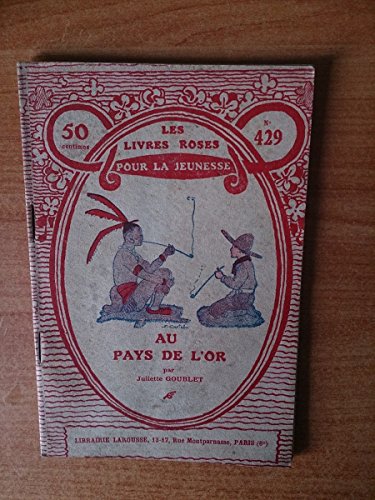 50
centimes
LES
LIVRES ROSES
POUR LA JEUNESSE
N°
429
AU
PAYS DE L'OR
par
Juliette GOUBLET
LIBRAIRIE LAROUSSE, 13-17, Rue Montparnasse, PARIS (6e)